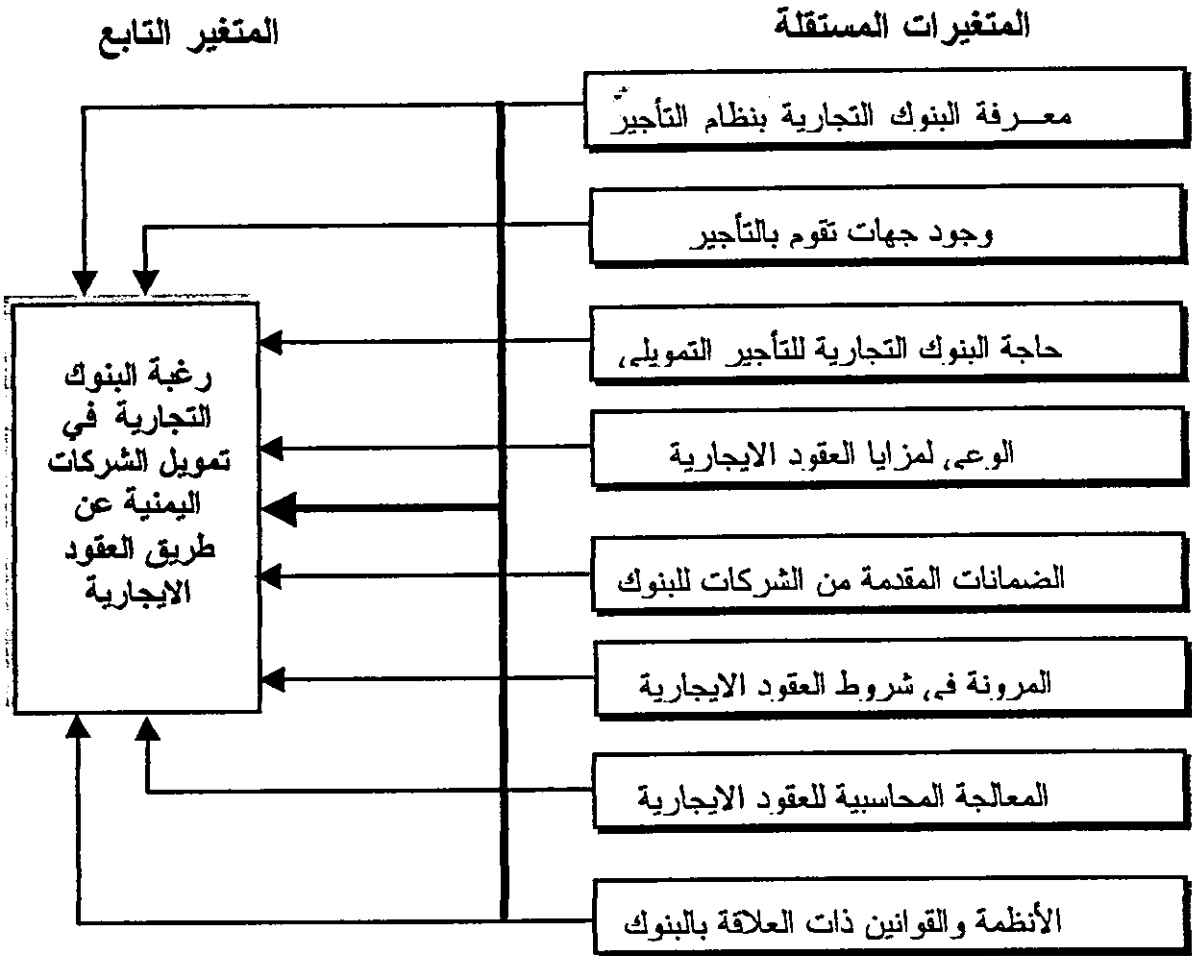 المتغيرات المستقلة
معرفة البنوك التجارية بنظام التأجير
وجود جهات تقوم بالتأجير
حاجة البنوك التجارية للتأجير التمويلي
الوعي لمزايا العقود الايجارية
الضمانات المقدمة من الشركات للبنوك
المرونة في شروط العقود الايجارية
المعالجة المحاسبية للعقود الايجارية
الأنظمة والقوانين ذات العلاقة بالبنوك
المتغير التابع
رغبة البنوك
التجارية في
تمويل الشركات
اليمنية عن
طريق العقود
الايجارية